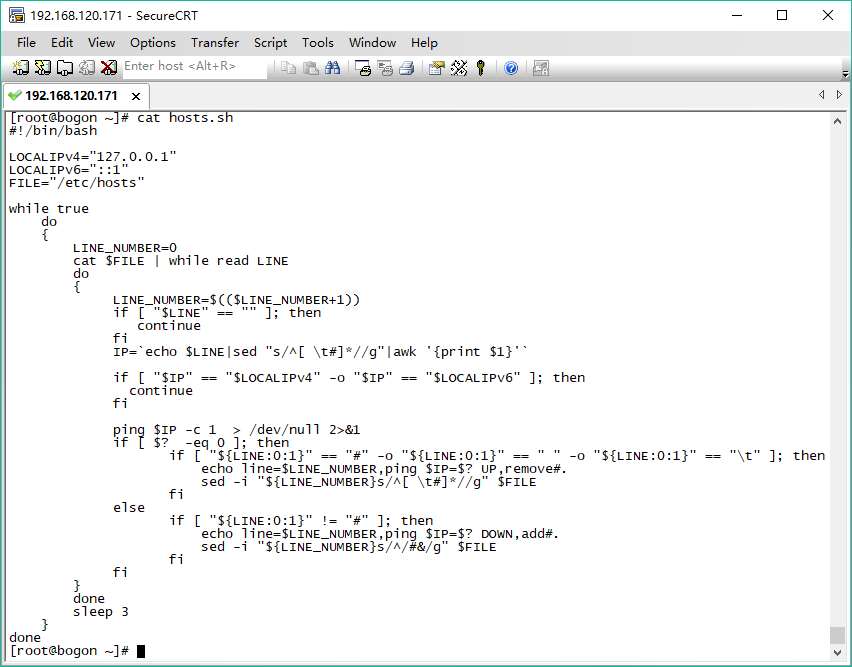 192.168.120.171 - SecureCRT
File Edit View Options Transfer Script Tools Window Help
Enter host <Alt+R>
192.168.120.171
[root@bogon ~]# cat hosts.sh
#!/bin/bash

LOCALIPv4="127.0.0.1"
LOCALIPv6="::1"
FILE="/etc/hosts"

while true
    do
    {
        LINE_NUMBER=0
        cat $FILE | while read LINE
        do
        {
             LINE_NUMBER=$(($LINE_NUMBER+1))
             if [ "$LINE" == "" ]; then
                continue
             fi
             IP=`echo $LINE|sed "s/^[ \t#]*//g"|awk '{print $1}'`

             if [ "$IP" == "$LOCALIPv4" -o "$IP" == "$LOCALIPv6" ]; then
               continue
             fi

             ping $IP -c 1  > /dev/null 2>&1
             if [ $?  -eq 0 ]; then
                    if [ "${LINE:0:1}" == "#" -o "${LINE:0:1}" == " " -o "${LINE:0:1}" == "\t" ]; then
                        echo line=$LINE_NUMBER,ping $IP=$? UP,remove#.
                        sed -i "${LINE_NUMBER}s/^[ \t#]*//g" $FILE
                    fi
             else
                    if [ "${LINE:0:1}" != "#" ]; then
                        echo line=$LINE_NUMBER,ping $IP=$? DOWN,add#.
                        sed -i "${LINE_NUMBER}s/^/#&/g" $FILE
                    fi
             fi
        }
        done
        sleep 3
    }
done
[root@bogon ~]#